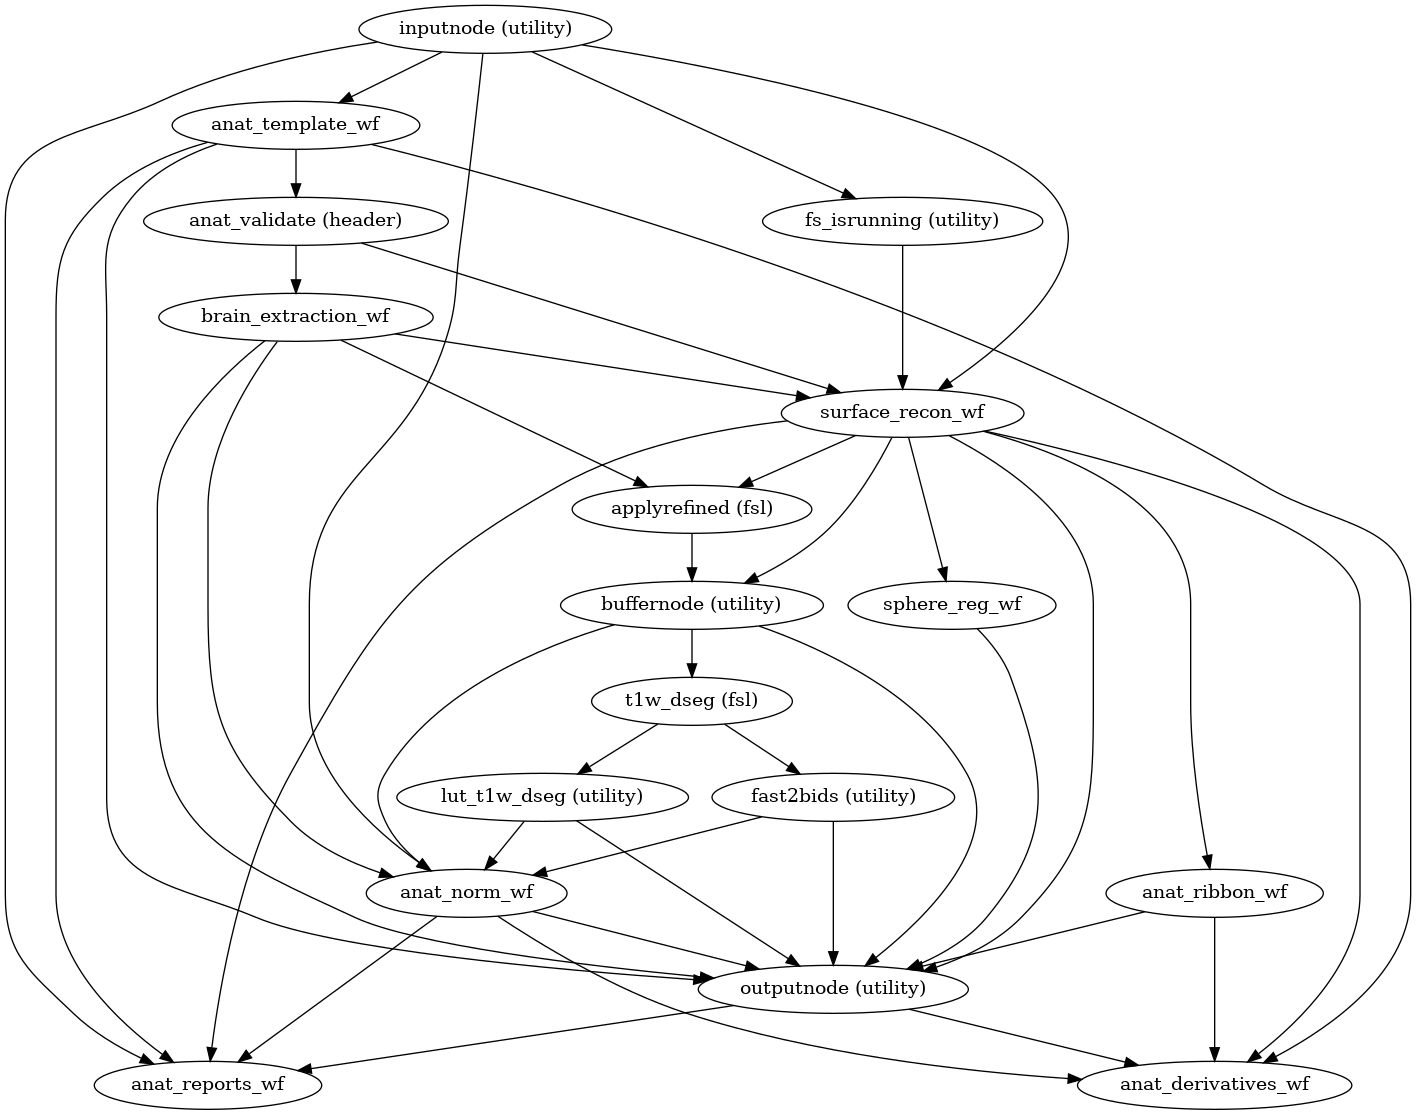 inputnode (utility)
anat_template_wf
anat_validate (header)
fs_isrunning (utility)
brain_extraction_wf
surface_recon_wf
applyrefined (fsl)
buffernode (utility)
sphere_reg_wf
t1w_dseg (fsl)
lut_t1w_dseg (utility)
fast2bids (utility)
anat_norm_wf
anat_ribbon_wf
outputnode (utility)
anat_reports_wf
anat_derivatives_wf